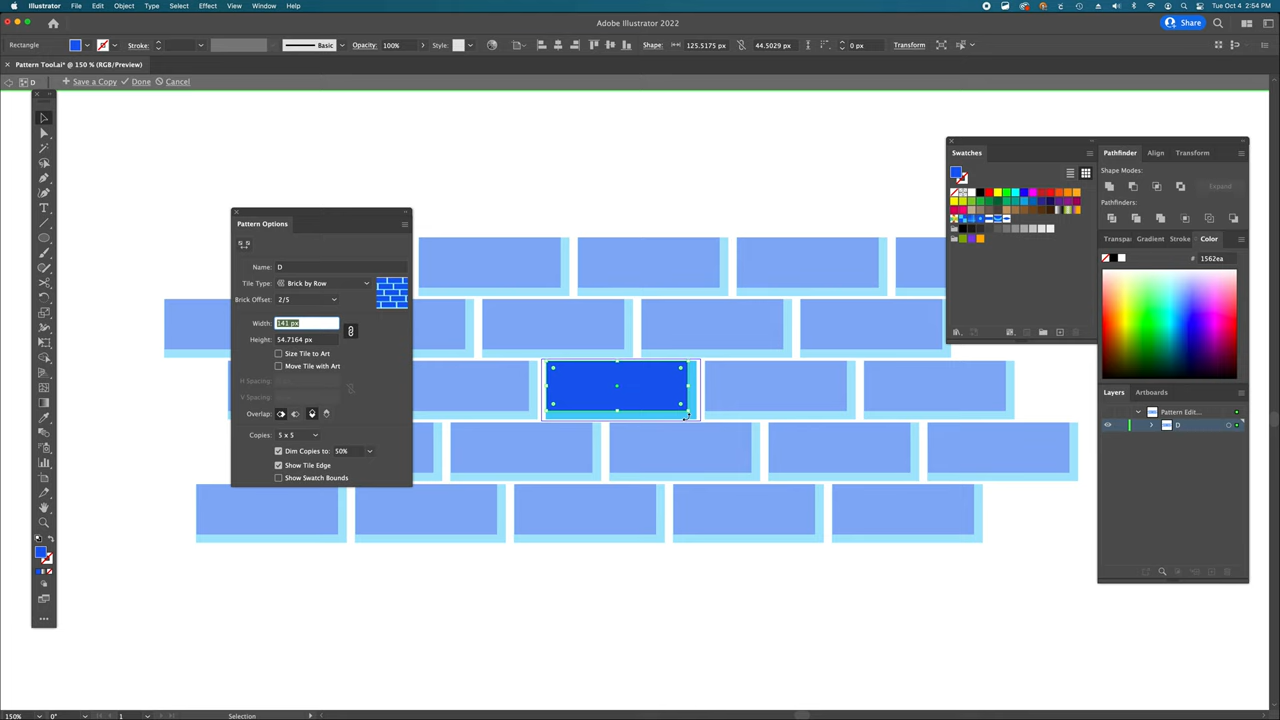 Illustrator File Edit Object Type Select Effect View Window Help Tue Oct 4 2:54 PM
Adobe Illustrator 2022 Share
Rectangle Stroke: Basic Opacity: 100% Style: Shape: 125.5175 px 44.5029 px 0 px Transform
× Pattern Tool.ai* @ 150 % (RGB/Preview)
D + Save a Copy Done Cancel
Swatches
Pathfinder Align Transform
Shape Modes:
Expand
Pathfinders:
Transpa Gradient Stroke Color
# 1562ea
Pattern Options
Name: D
Tile Type: Brick by Row
Brick Offset: 2/5
Width: 141 px
Height: 54.7164 px
Size Tile to Art
Move Tile with Art
H Spacing:
V Spacing:
Overlap:
Copies: 5 x 5
Dim Copies to: 50%
Show Tile Edge
Show Swatch Bounds
Layers Artboards
Pattern Edit...
D
150% 0° 1 Selection